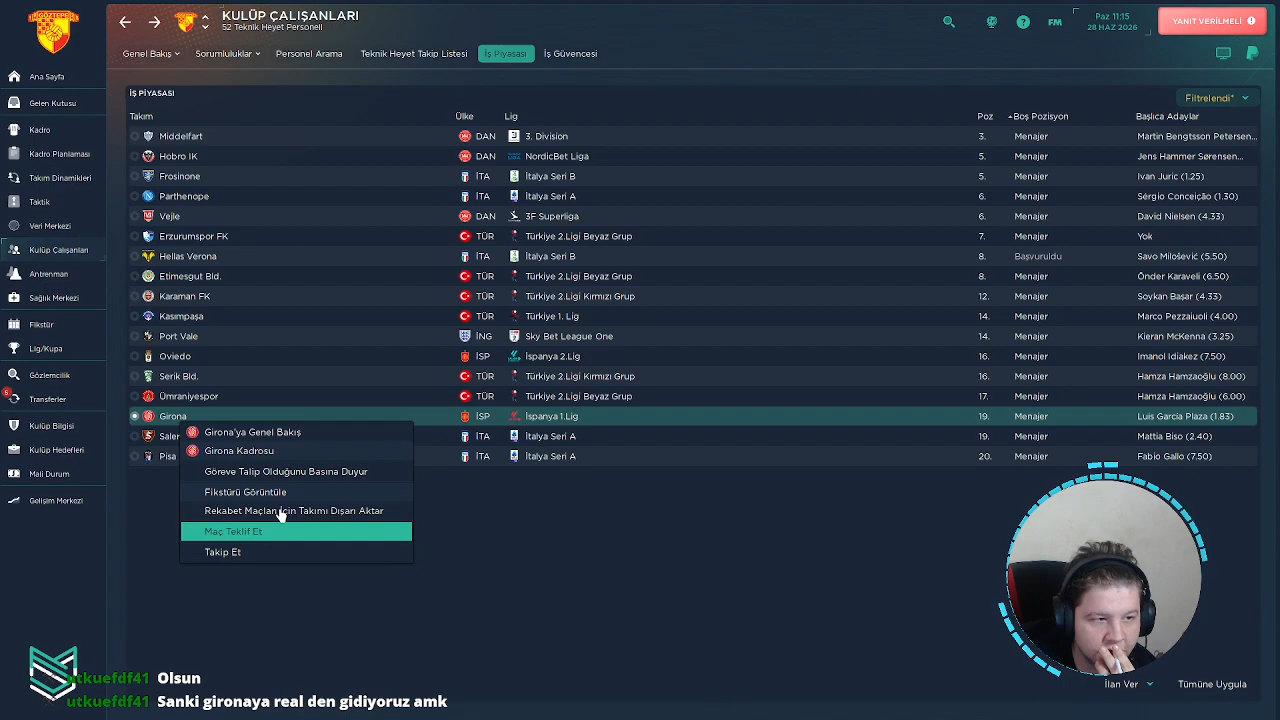 GÖZTEPE
KULÜP ÇALIŞANLARI
52 Teknik Heyet Personeli
FM
Paz 11:15
28 HAZ 2026
YANIT VERİLMELİ
Genel Bakış
Sorumluluklar
Personel Arama
Teknik Heyet Takip Listesi
İş Piyasası
İş Güvencesi
Ana Sayfa
Gelen Kutusu
Kadro
Kadro Planlaması
Takım Dinamikleri
Taktik
Veri Merkezi
Kulüp Çalışanları
Antrenman
Sağlık Merkezi
Fikstür
Lig/Kupa
Gözlemcilik
5
Transferler
Kulüp Bilgisi
Kulüp Hedefleri
Mali Durum
Gelişim Merkezi
İŞ PİYASASI
Filtrelendi*
Takım Ülke Lig Poz Boş Pozisyon Başlıca Adaylar
Middelfart DAN 3. Division 3. Menajer Martin Bengtsson Petersen...
Hobro IK DAN NordicBet Liga 5. Menajer Jens Hammer Sørensen...
Frosinone İTA İtalya Seri B 5. Menajer Ivan Juric (1.25)
Parthenope İTA İtalya Seri A 6. Menajer Sérgio Conceição (1.30)
Vejle DAN 3F Superliga 6. Menajer David Nielsen (4.33)
Erzurumspor FK TÜR Türkiye 2.Ligi Beyaz Grup 7. Menajer Yok
Hellas Verona İTA İtalya Seri B 8. Başvuruldu Savo Milošević (5.50)
Etimesgut Bld. TÜR Türkiye 2.Ligi Beyaz Grup 8. Menajer Önder Karaveli (6.50)
Karaman FK TÜR Türkiye 2.Ligi Kırmızı Grup 12. Menajer Soykan Başar (4.33)
Kasımpaşa TÜR Türkiye 1. Lig 14. Menajer Marco Pezzaiuoli (4.00)
Port Vale İNG Sky Bet League One 14. Menajer Kieran McKenna (3.25)
Oviedo İSP İspanya 2.Lig 16. Menajer Imanol Idiakez (7.50)
Serik Bld. TÜR Türkiye 2.Ligi Kırmızı Grup 16. Menajer Hamza Hamzaoğlu (8.00)
Ümraniyespor TÜR Türkiye 2.Ligi Beyaz Grup 17. Menajer Hamza Hamzaoğlu (6.00)
Girona İSP İspanya 1.Lig 19. Menajer Luis García Plaza (1.83)
Saler İTA İtalya Seri A 19. Menajer Mattia Biso (2.40)
Pisa İTA İtalya Seri A 20. Menajer Fabio Gallo (7.50)
Girona'ya Genel Bakış
Girona Kadrosu
Göreve Talip Olduğunu Basına Duyur
Fikstürü Görüntüle
Rekabet Maçları İçin Takımı Dışarı Aktar
Maç Teklif Et
Takip Et
utkuefdf41 Olsun
utkuefdf41 Sanki gironaya real den gidiyoruz amk
İlan Ver
Tümüne Uygula